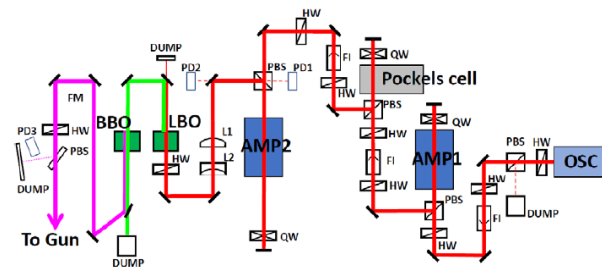 HW
DUMP
PD2
PBS
PD1
FI
QW
HW
Pockels cell
FM
PD3
HW
BBO
LBO
L1
PBS
HW
PBS
QW
PBS
HW
DUMP
HW
L2
AMP2
FI
AMP1
OSC
HW
HW
To Gun
PBS
FI
DUMP
QW
HW
DUMP